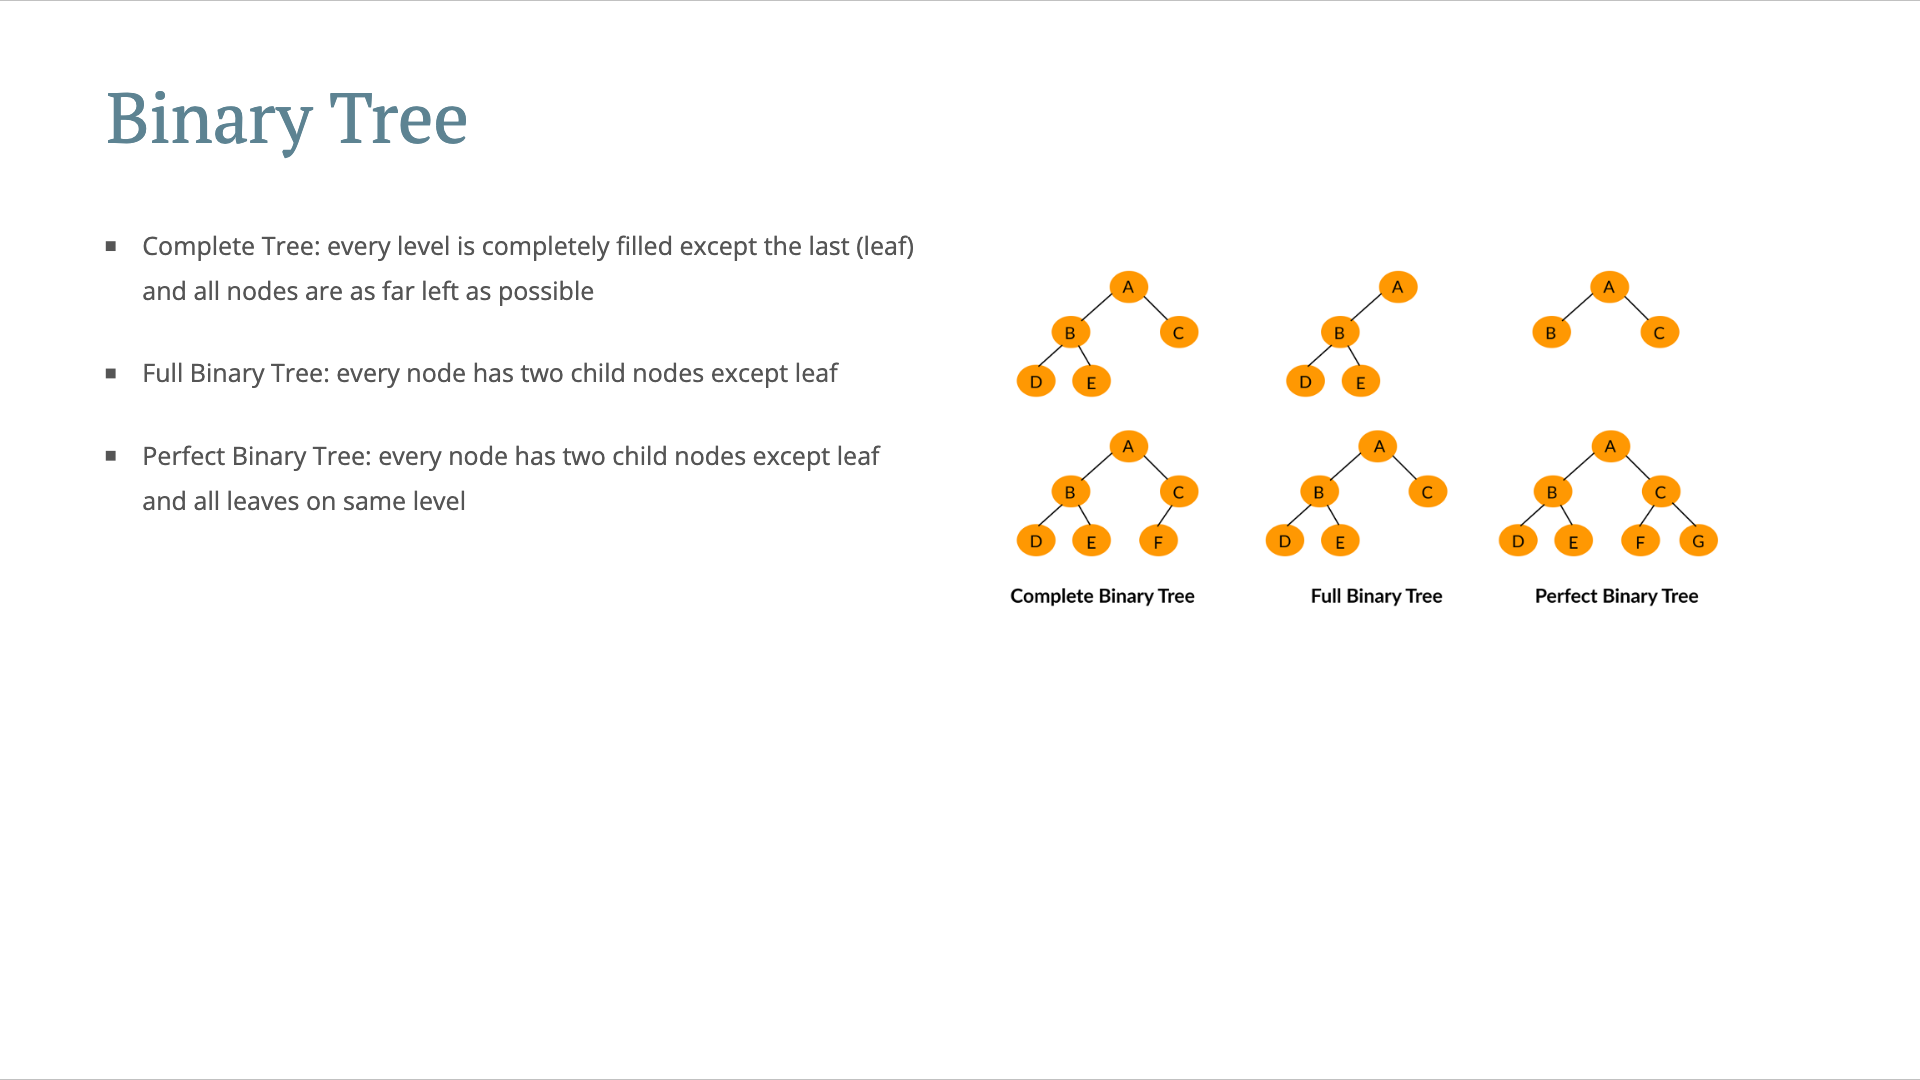 Binary Tree
▪ Complete Tree: every level is completely filled except the last (leaf)
and all nodes are as far left as possible
▪ Full Binary Tree: every node has two child nodes except leaf
▪ Perfect Binary Tree: every node has two child nodes except leaf
and all leaves on same level
A A A
B C B B C
D E D E
A A A
B C B C B C
D E F D E D E F G
Complete Binary Tree Full Binary Tree Perfect Binary Tree